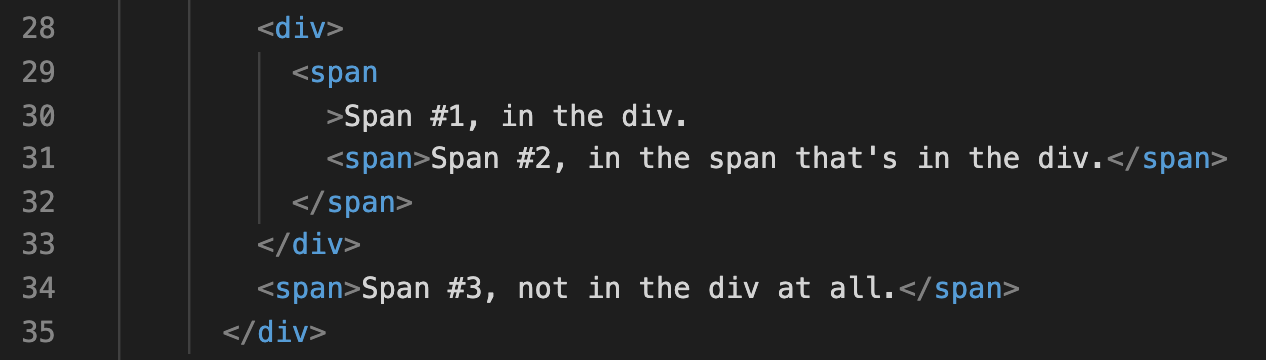 28 <div>
29 <span
30 >Span #1, in the div.
31 <span>Span #2, in the span that's in the div.</span>
32 </span>
33 </div>
34 <span>Span #3, not in the div at all.</span>
35 </div>